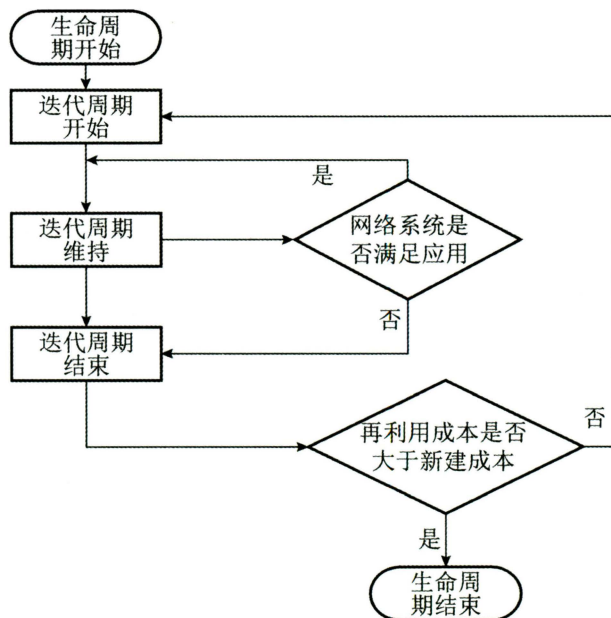 生命周
期开始
迭代周期
开始
是
迭代周期
维持
网络系统是
否满足应用
否
迭代周期
结束
再利用成本是否
大于新建成本
否
是
生命周
期结束